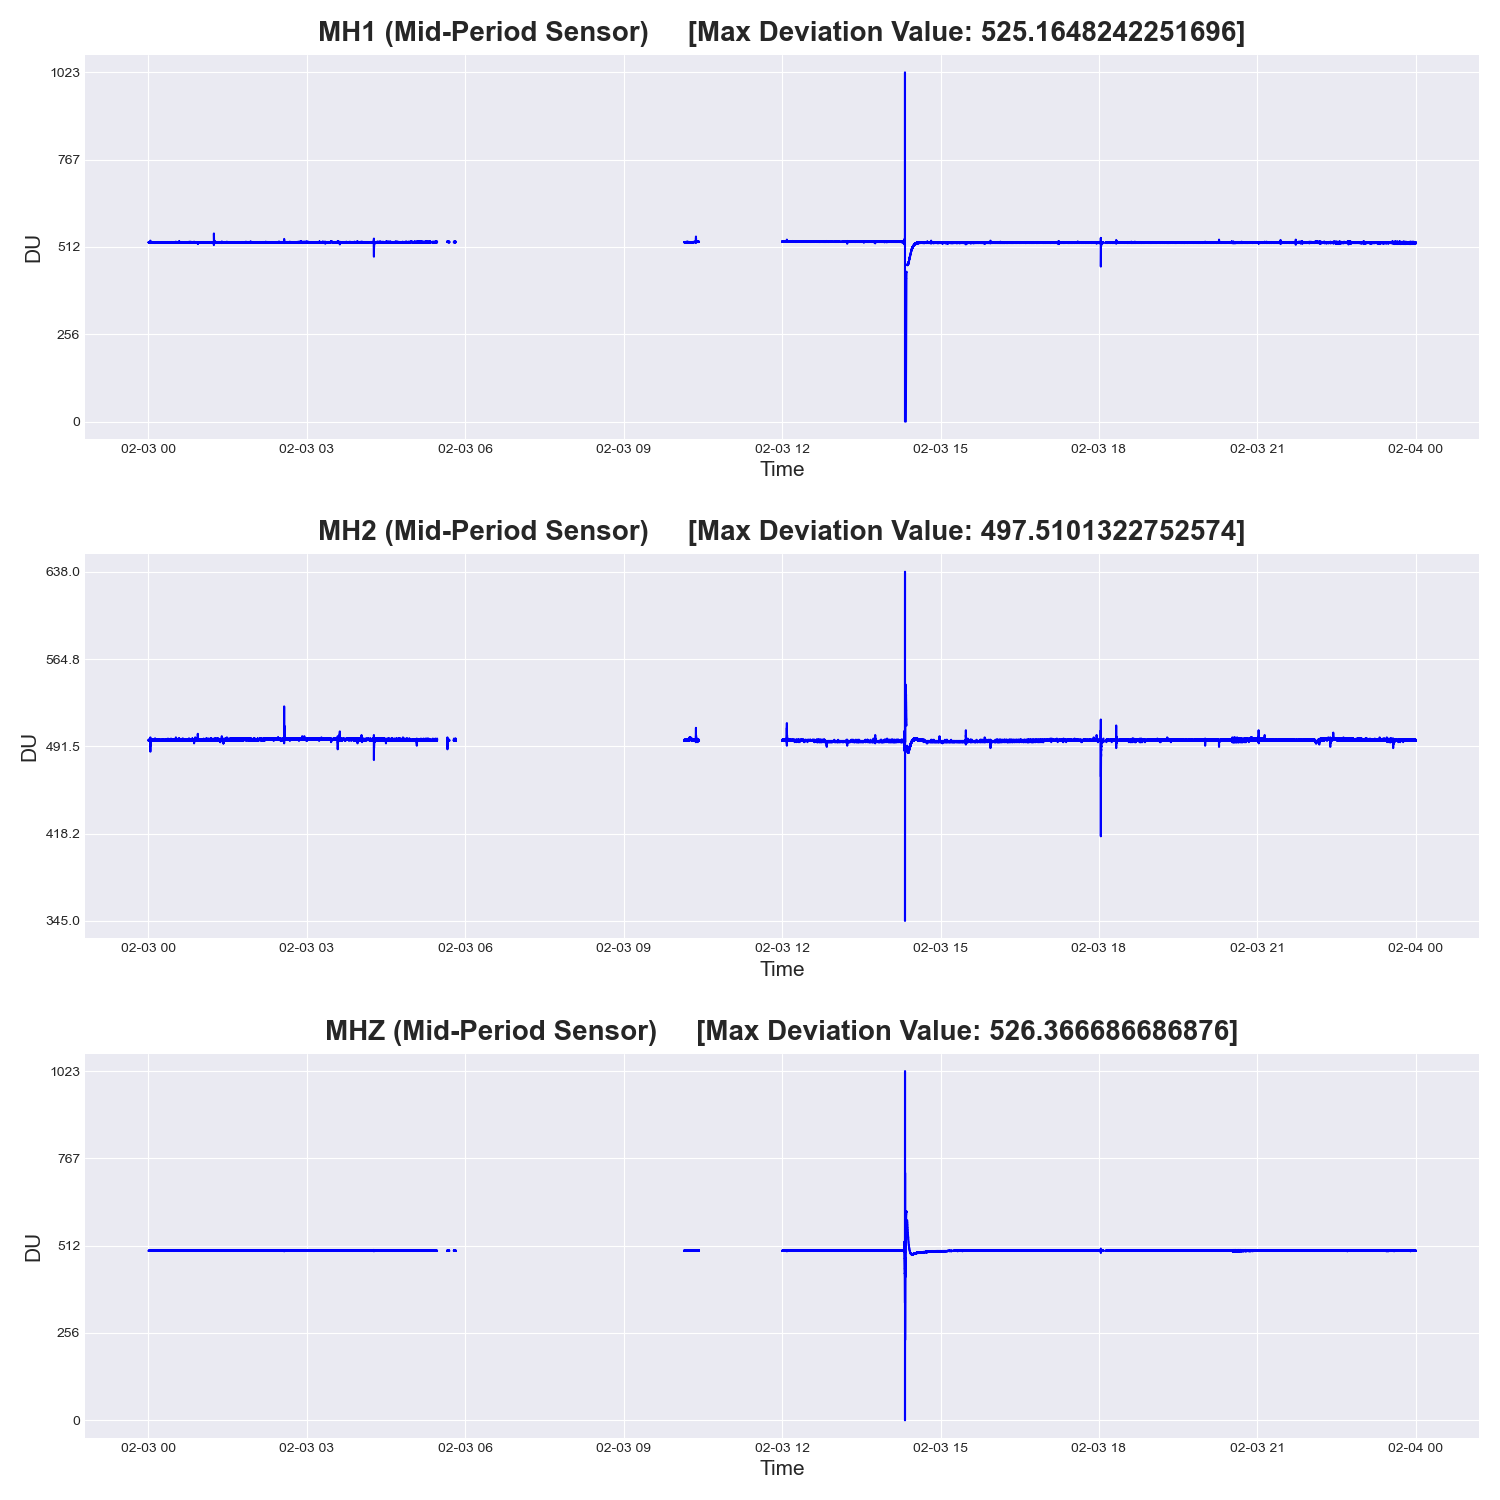 MH1 (Mid-Period Sensor) [Max Deviation Value: 525.1648242251696]
1023
767
512
256
0
DU
02-03 00 02-03 03 02-03 06 02-03 09 02-03 12 02-03 15 02-03 18 02-03 21 02-04 00
Time
MH2 (Mid-Period Sensor) [Max Deviation Value: 497.5101322752574]
638.0
564.8
491.5
418.2
345.0
DU
02-03 00 02-03 03 02-03 06 02-03 09 02-03 12 02-03 15 02-03 18 02-03 21 02-04 00
Time
MHZ (Mid-Period Sensor) [Max Deviation Value: 526.366686686876]
1023
767
512
256
0
DU
02-03 00 02-03 03 02-03 06 02-03 09 02-03 12 02-03 15 02-03 18 02-03 21 02-04 00
Time